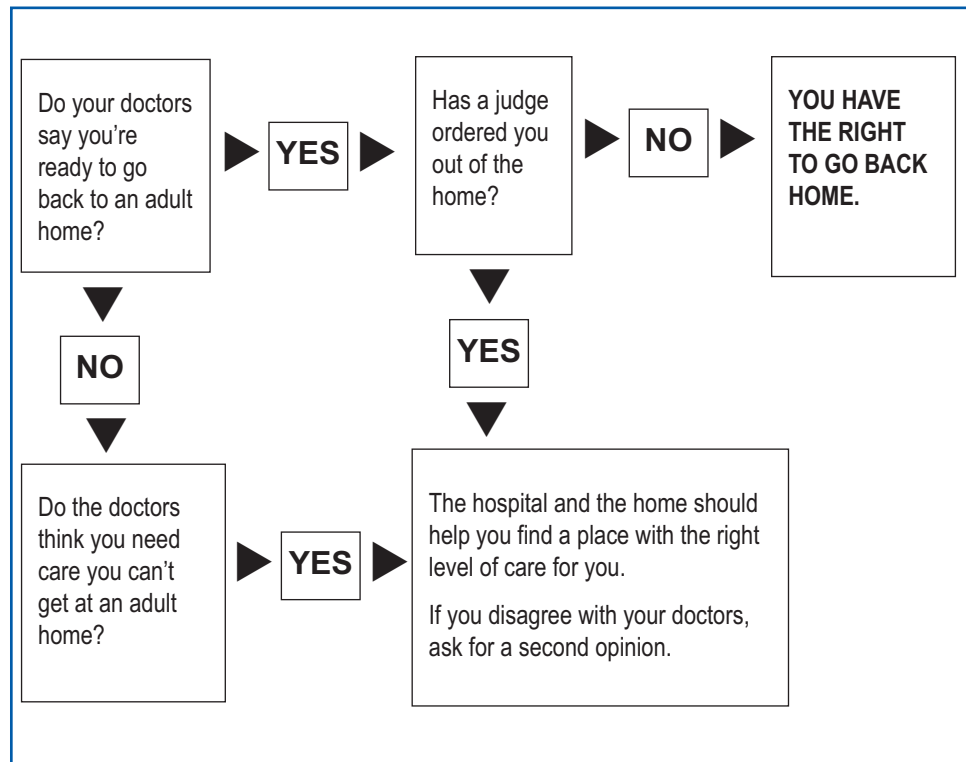 Do your doctors
say you're
ready to go
back to an adult
home?
YES
Has a judge
ordered you
out of the
home?
NO
YOU HAVE
THE RIGHT
TO GO BACK
HOME.
NO
YES
Do the doctors
think you need
care you can't
get at an adult
home?
YES
The hospital and the home should
help you find a place with the right
level of care for you.
If you disagree with your doctors,
ask for a second opinion.